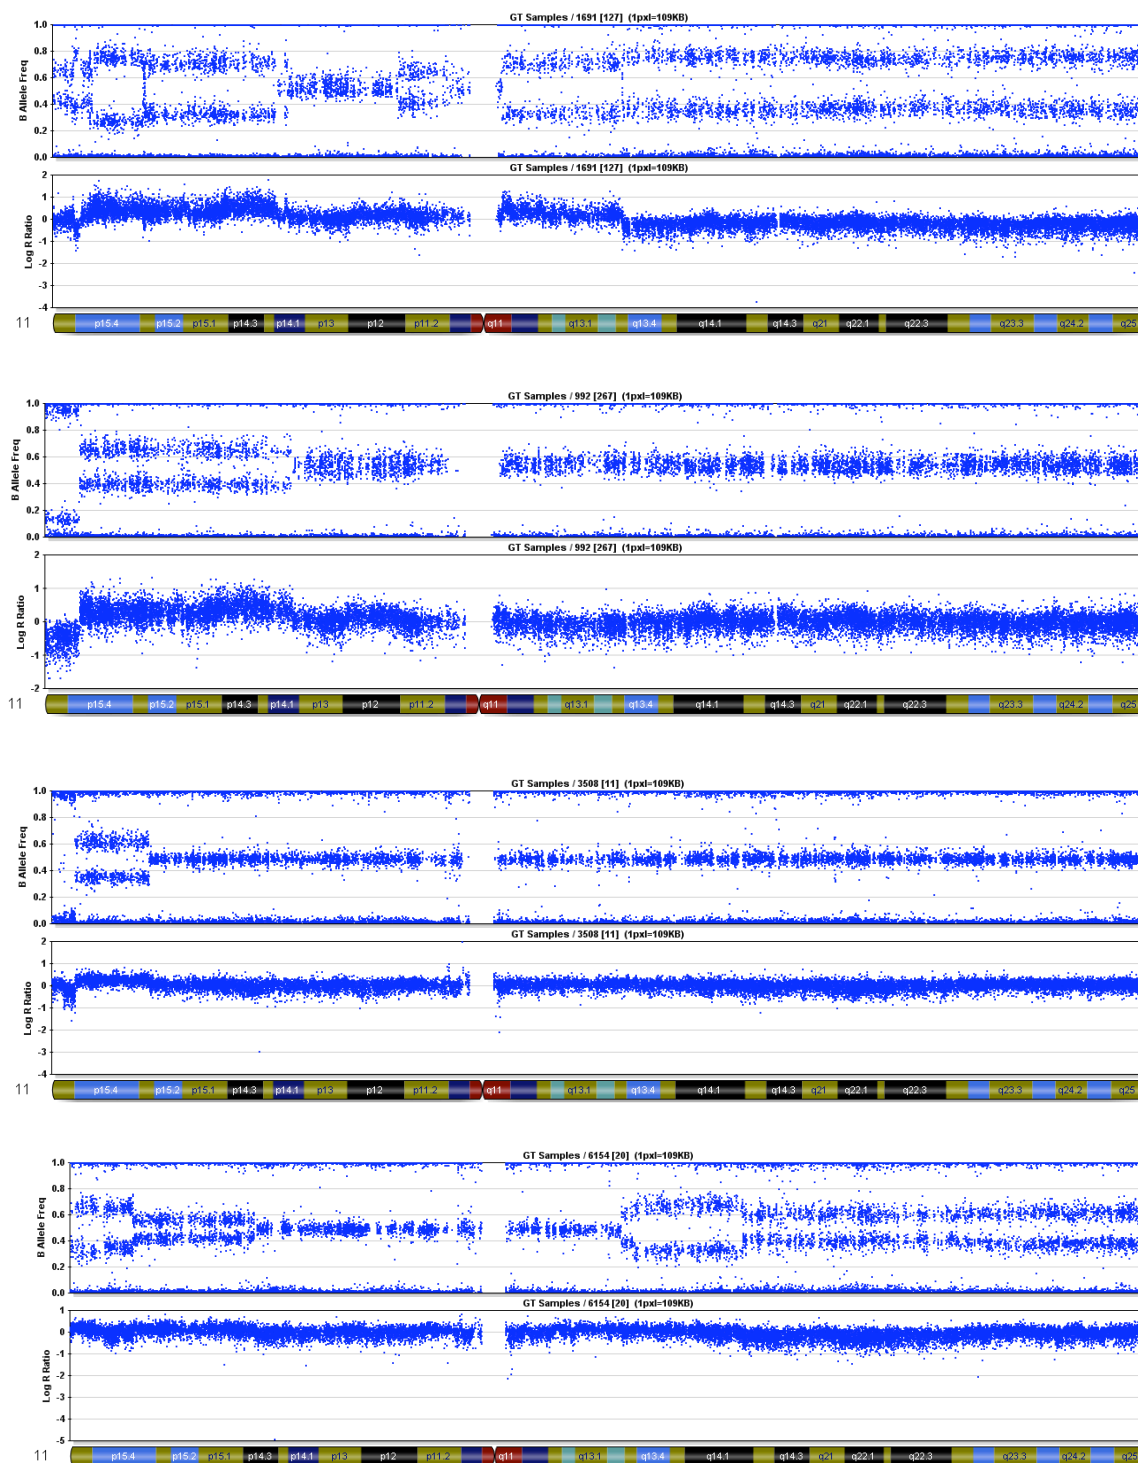 GT Samples / 1691 [127] (1pxl=109KB)
B Allele Freq
1.0
0.8
0.6
0.4
0.2
0.0
GT Samples / 1691 [127] (1pxl=109KB)
Log R Ratio
2
1
0
-1
-2
-3
-4
11 p15.4 p15.2 p15.1 p14.3 p14.1 p13 p12 p11.2 q11 q13.1 q13.4 q14.1 q14.3 q21 q22.1 q22.3 q23.3 q24.2 q25
GT Samples / 992 [267] (1pxl=109KB)
B Allele Freq
1.0
0.8
0.6
0.4
0.2
0.0
GT Samples / 992 [267] (1pxl=109KB)
Log R Ratio
2
1
0
-1
-2
11 p15.4 p15.2 p15.1 p14.3 p14.1 p13 p12 p11.2 q11 q13.1 q13.4 q14.1 q14.3 q21 q22.1 q22.3 q23.3 q24.2 q25
GT Samples / 3508 [11] (1pxl=109KB)
B Allele Freq
1.0
0.8
0.6
0.4
0.2
0.0
GT Samples / 3508 [11] (1pxl=109KB)
Log R Ratio
2
1
0
-1
-2
-3
-4
11 p15.4 p15.2 p15.1 p14.3 p14.1 p13 p12 p11.2 q11 q13.1 q13.4 q14.1 q14.3 q21 q22.1 q22.3 q23.3 q24.2 q25
GT Samples / 6154 [20] (1pxl=109KB)
B Allele Freq
1.0
0.8
0.6
0.4
0.2
0.0
GT Samples / 6154 [20] (1pxl=109KB)
Log R Ratio
1
0
-1
-2
-3
-4
-5
11 p15.4 p15.2 p15.1 p14.3 p14.1 p13 p12 p11.2 q11 q13.1 q13.4 q14.1 q14.3 q21 q22.1 q22.3 q23.3 q24.2 q25